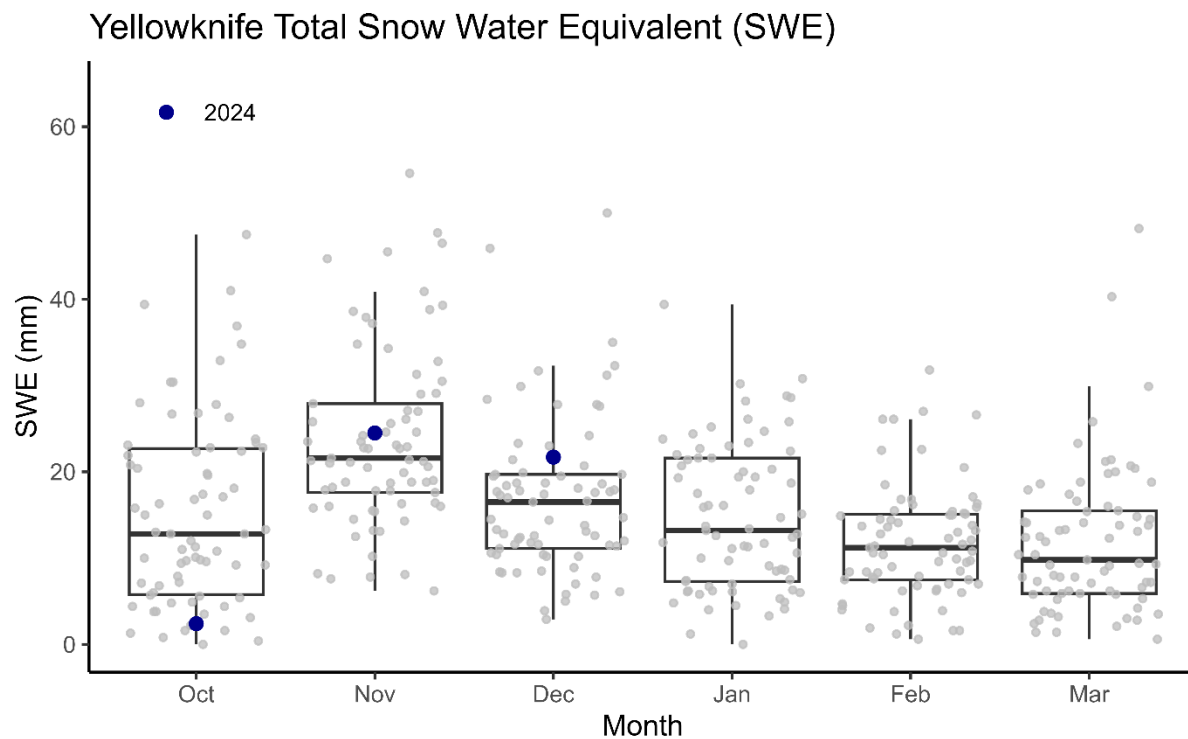 Yellowknife Total Snow Water Equivalent (SWE)
2024
60
40
20
0
SWE (mm)
Oct Nov Dec Jan Feb Mar
Month